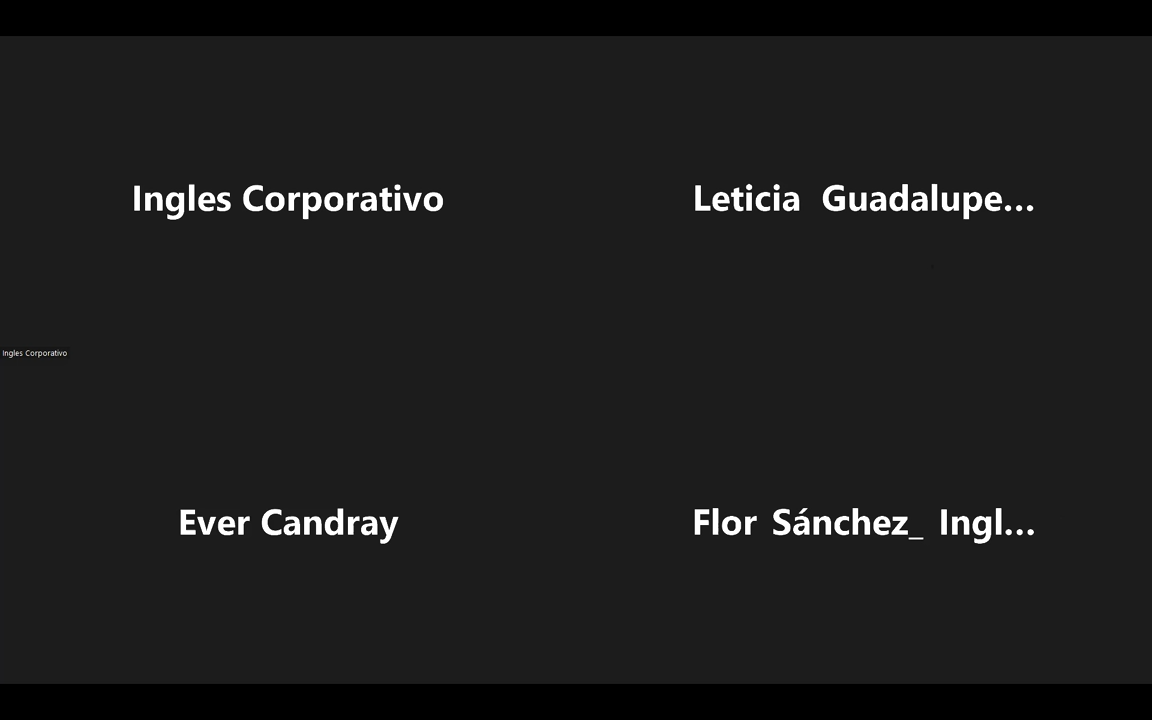 Ingles Corporativo
Leticia Guadalupe...
Ingles Corporativo
Ever Candray
Flor Sánchez_ Ingl...